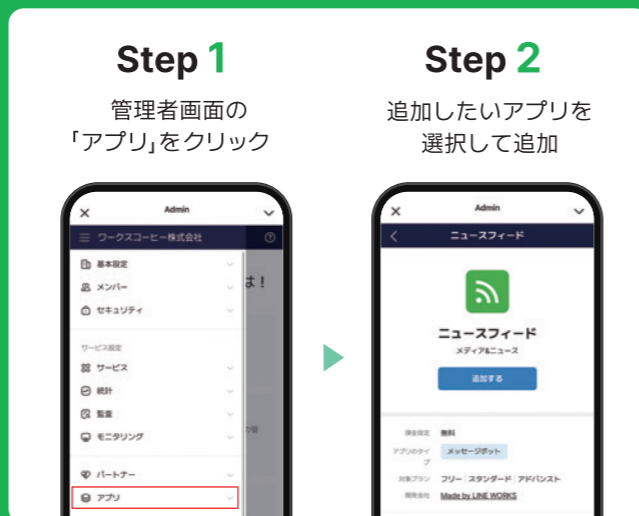 Step 1
管理者画面の
「アプリ」をクリック
Admin
ワークスコーヒー株式会社
基本設定
は！
メンバー
セキュリティ
サービス設定
サービス
統計
監査
の管
モニタリング
パートナー
アプリ
Step 2
追加したいアプリを
選択して追加
Admin
ニュースフィード
ニュースフィード
メディア&ニュース
追加する
課金設定 無料
アプリのタイプ メッセージボット
対象プラン フリー | スタンダード | アドバンスト
開発会社 Made by LINE WORKS